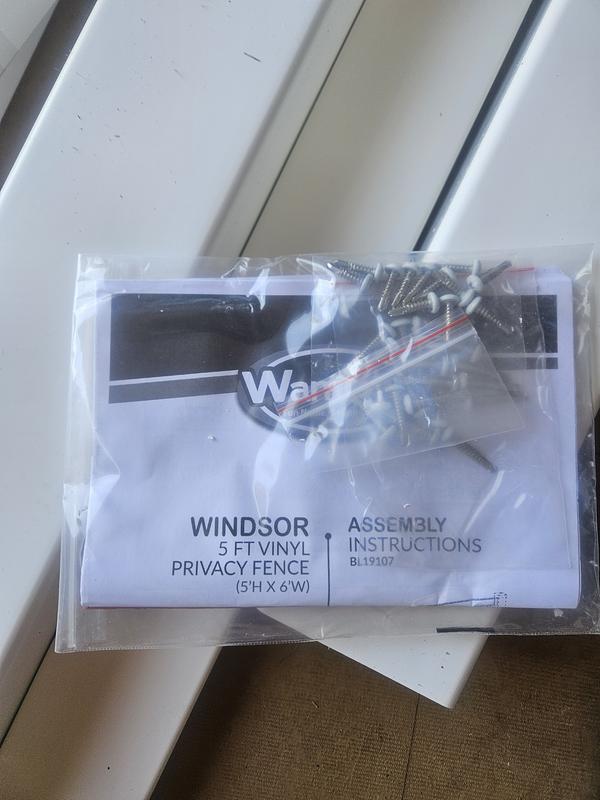 WINDSOR
5 FT VINYL
PRIVACY FENCE
(5'H X 6'W)
ASSEMBLY
INSTRUCTIONS
BL19107